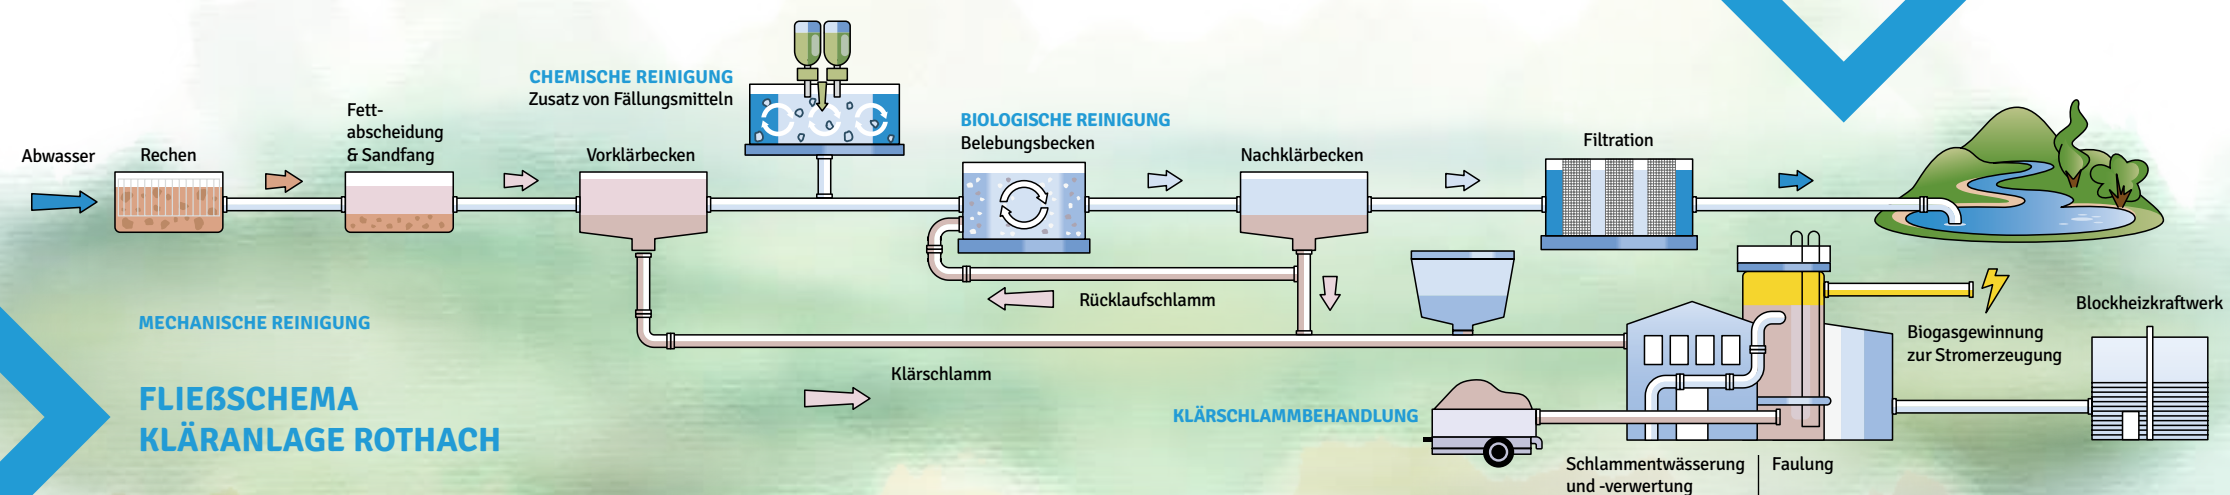 CHEMISCHE REINIGUNG
Zusatz von Fällungsmitteln
Abwasser
Rechen
Fett-
abscheidung
& Sandfang
Vorklärbecken
BIOLOGISCHE REINIGUNG
Belebungsbecken
Nachklärbecken
Filtration
Rücklaufschlamm
MECHANISCHE REINIGUNG
Klärschlamm
FLIEßSCHEMA
KLÄRANLAGE ROTHACH
KLÄRSCHLAMMBEHANDLUNG
Biogasgewinnung
zur Stromerzeugung
Blockheizkraftwerk
Schlammentwässerung
und -verwertung
Faulung